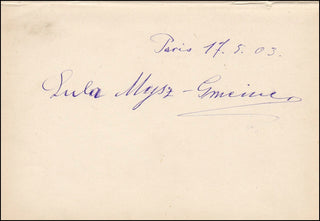 Paris 17. 5. 03.
Lula Mysz-Gmeiner